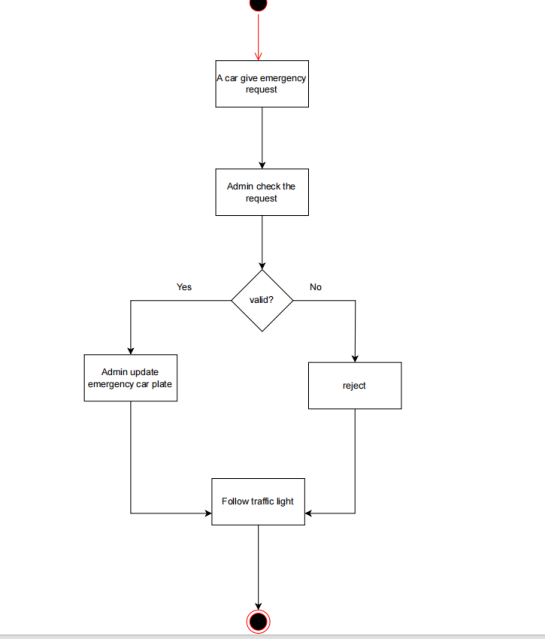 A car give emergency
request
Admin check the
request
Yes
No
valid?
Admin update
emergency car plate
reject
Follow traffic light